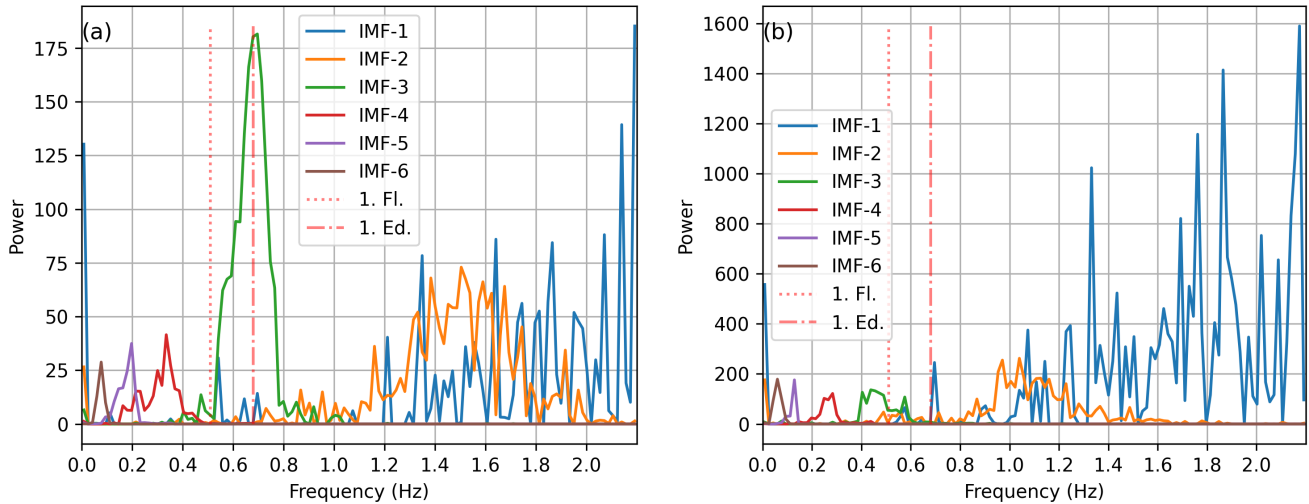 (a)
175
150
125
100
75
50
25
0
Power
0.0 0.2 0.4 0.6 0.8 1.0 1.2 1.4 1.6 1.8 2.0
Frequency (Hz)
IMF-1
IMF-2
IMF-3
IMF-4
IMF-5
IMF-6
1. Fl.
1. Ed.
(b)
1600
1400
1200
1000
800
600
400
200
0
Power
0.0 0.2 0.4 0.6 0.8 1.0 1.2 1.4 1.6 1.8 2.0
Frequency (Hz)
IMF-1
IMF-2
IMF-3
IMF-4
IMF-5
IMF-6
1. Fl.
1. Ed.